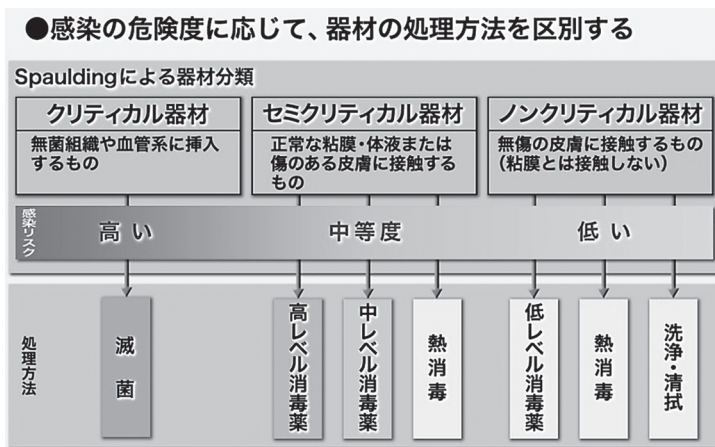 ●感染の危険度に応じて、器材の処理方法を区別する
Spauldingによる器材分類
クリティカル器材
無菌組織や血管系に挿入
するもの
セミクリティカル器材
正常な粘膜・体液または
傷のある皮膚に接触する
もの
ノンクリティカル器材
無傷の皮膚に接触するもの
(粘膜とは接触しない)
感染リスク
高い
中等度
低い
処理方法
滅菌
高レベル消毒薬
中レベル消毒薬
熱消毒
低レベル消毒薬
熱消毒
洗浄・清拭